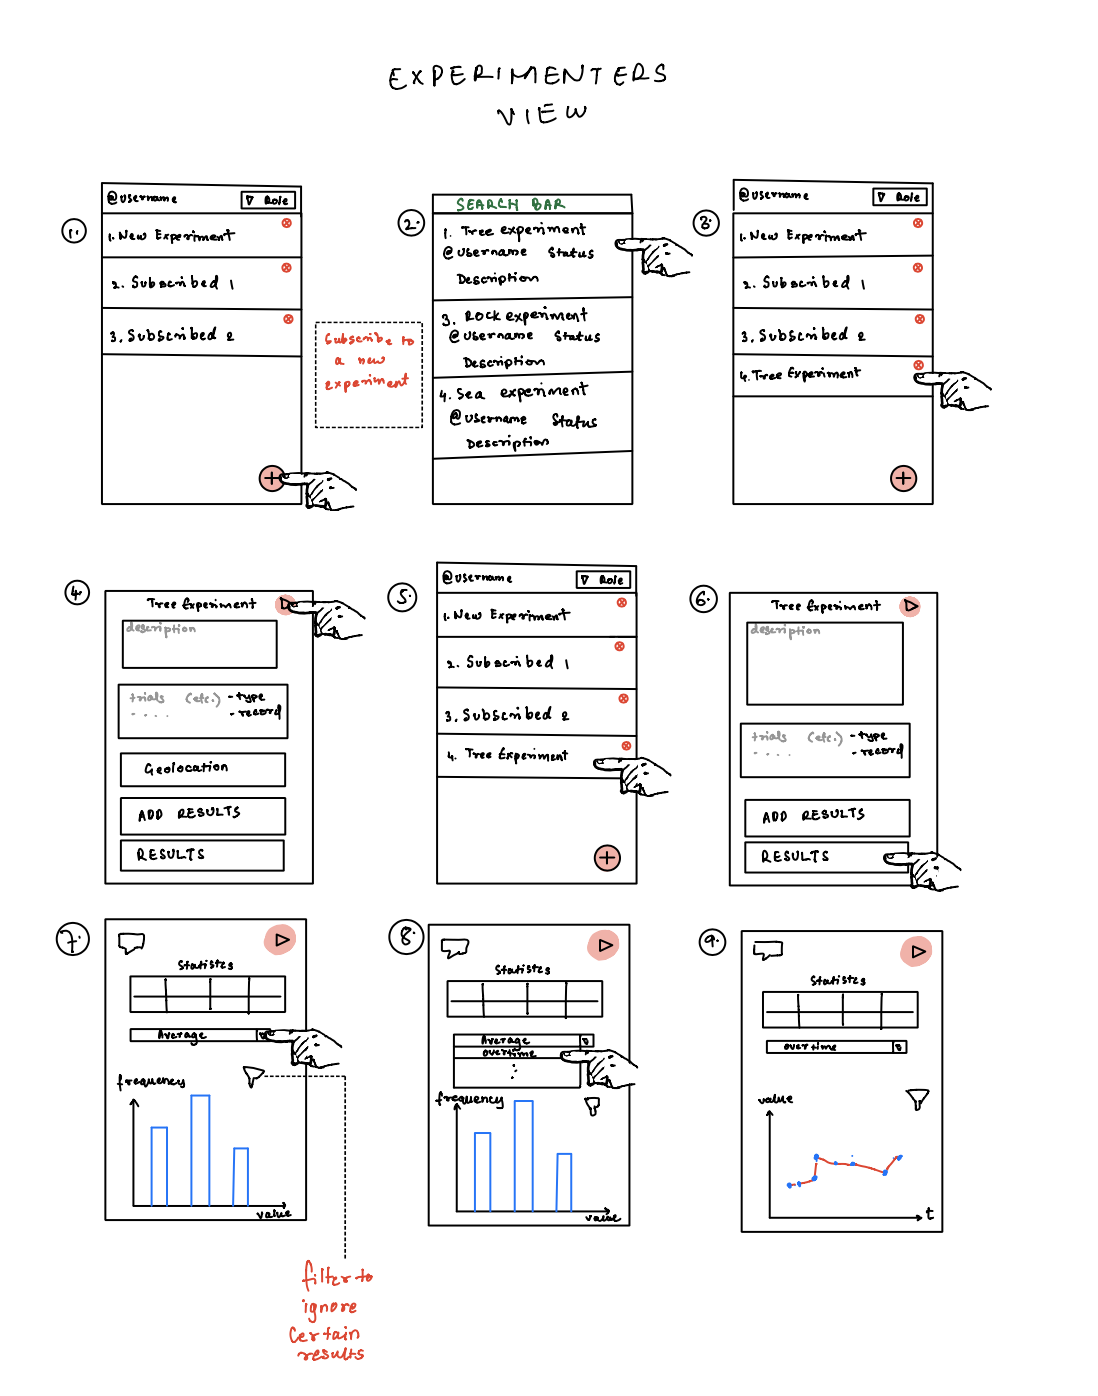 EXPERIMENTERS
VIEW
1.
@username ▽ Role
1. New Experiment
2. Subscribed 1
3. Subscribed 2
+
Subscribe to
a new
experiment
2.
SEARCH BAR
1. Tree experiment
@username Status
Description
3. Rock experiment
@username Status
Description
4. Sea experiment
@username Status
Description
3.
@username ▽ Role
1. New Experiment
2. Subscribed 1
3. Subscribed 2
4. Tree Experiment
+
4.
Tree Experiment
description
trials (etc.) - type
- . . . . - record
Geolocation
ADD RESULTS
RESULTS
5.
@username ▽ Role
1. New Experiment
2. Subscribed 1
3. Subscribed 2
4. Tree Experiment
+
6.
Tree Experiment
description
trials (etc.) - type
- . . . . - record
ADD RESULTS
RESULTS
7.
Statistcs
Average
frequency
value
filter to
ignore
certain
results
8.
Statistcs
Average
overtime
frequency
value
9.
Statistcs
overtime
value
t